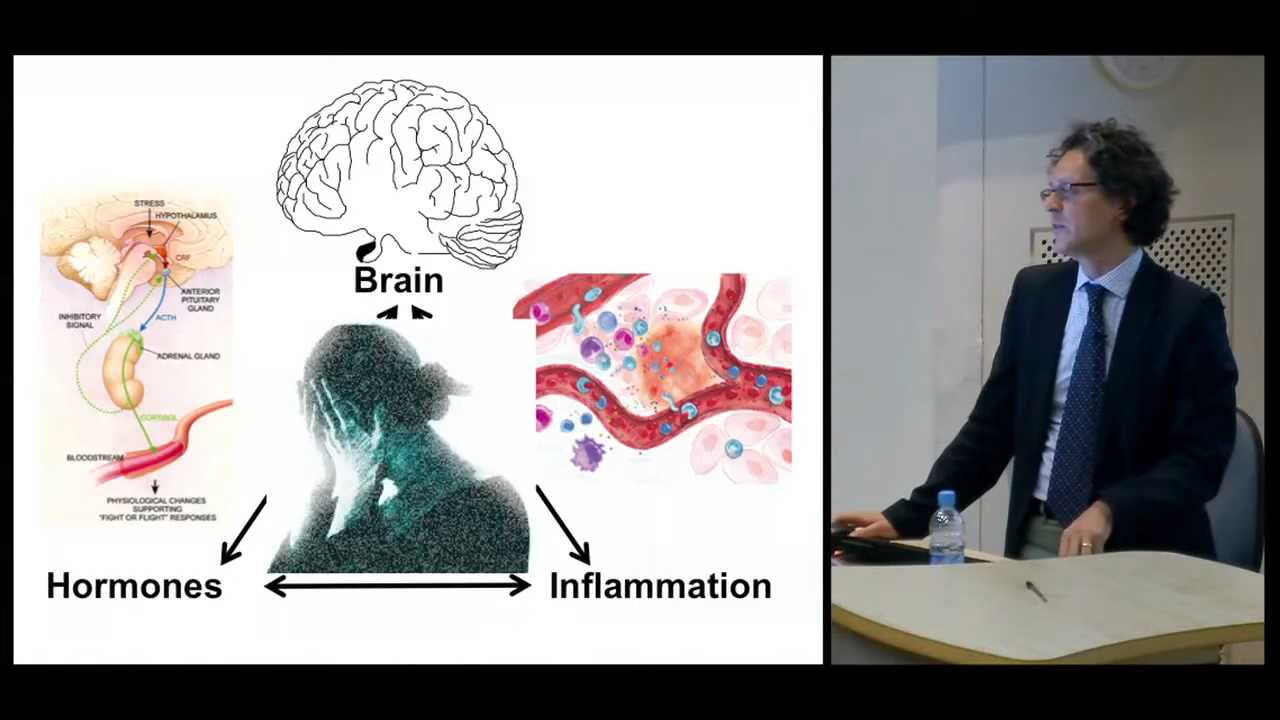 Brain
STRESS
HYPOTHALAMUS
CRF
ANTERIOR
PITUITARY
GLAND
INHIBITORY
SIGNAL
ACTH
ADRENAL GLAND
CORTISOL
BLOODSTREAM
PHYSIOLOGICAL CHANGES
SUPPORTING
"FIGHT OR FLIGHT" RESPONSES
Hormones
Inflammation